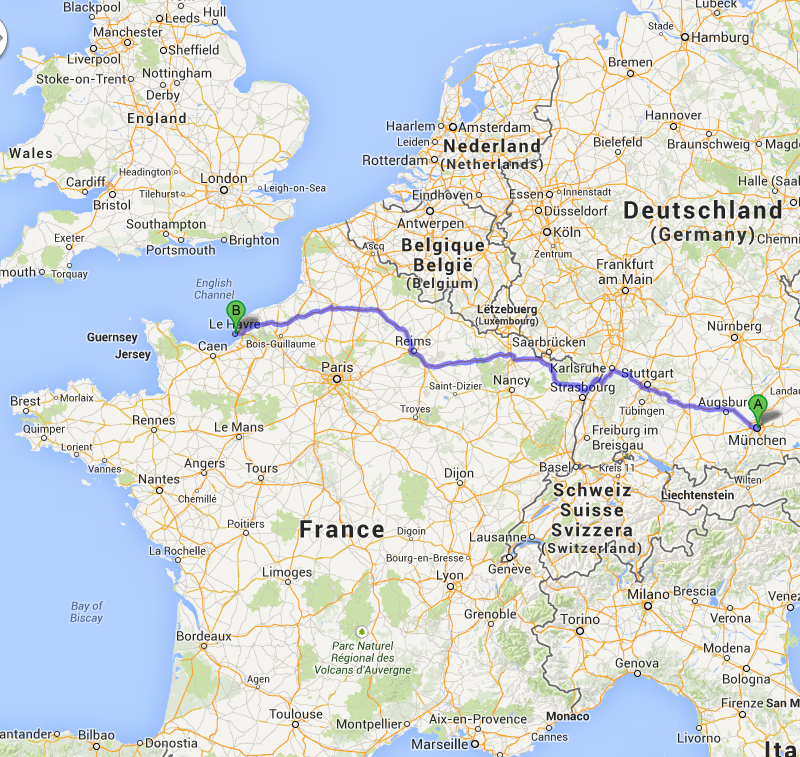 Blackpool
Leeds
Hull
Lübeck
Stade
Manchester
Hamburg
Liverpool
Sheffield
Stoke-on-Trent
Nottingham
Bremen
Derby
England
Hannover
Haarlem
Amsterdam
Leiden
Nederland
(Netherlands)
Bielefeld
Braunschweig
Magde
Wales
Rotterdam
Headington
Cardiff
London
Leigh-on-Sea
Halle (Saal
Bristol
Tilehurst
Eindhoven
Essen
Innenstadt
Düsseldorf
Deutschland
(Germany)
Southampton
Antwerpen
Exeter
Brighton
Portsmouth
Köln
Chemni
mouth
Torquay
Ascq
Belgique
België
(Belgium)
Zentrum
Frankfurt
am Main
English
Channel
B
Lëtzebuerg
(Luxembourg)
Le Havre
Nürnberg
Guernsey
Jersey
Caen
Bois-Guillaume
Reims
Saarbrücken
Paris
Karlsruhe
Stuttgart
Nancy
Strasbourg
Saint-Dizier
Landa
Brest
Morlaix
Augsburg
A
Troyes
Tübingen
Quimper
Rennes
Le Mans
Freiburg im
Breisgau
München
Lorient
Vannes
Angers
Tours
Dijon
Basel
Kreis 11
Wilten
Nantes
Chemillé
Schweiz
Suisse
Svizzera
(Switzerland)
Liechtenstein
Poitiers
France
Digoin
Lausanne
La Rochelle
Bourg-en-Bresse
Genève
Limoges
Lyon
Bay of
Biscay
Grenoble
Milano
Brescia
Venez
Torino
Verona
Bordeaux
Parc Naturel
Régional des
Volcans d'Auvergne
Modena
Genova
Bologna
Agen
Firenze
San M
Toulouse
Montpellier
Aix-en-Provence
Monaco
Cannes
Livorno
antander
Bilbao
Donostia
Marseille
Ita